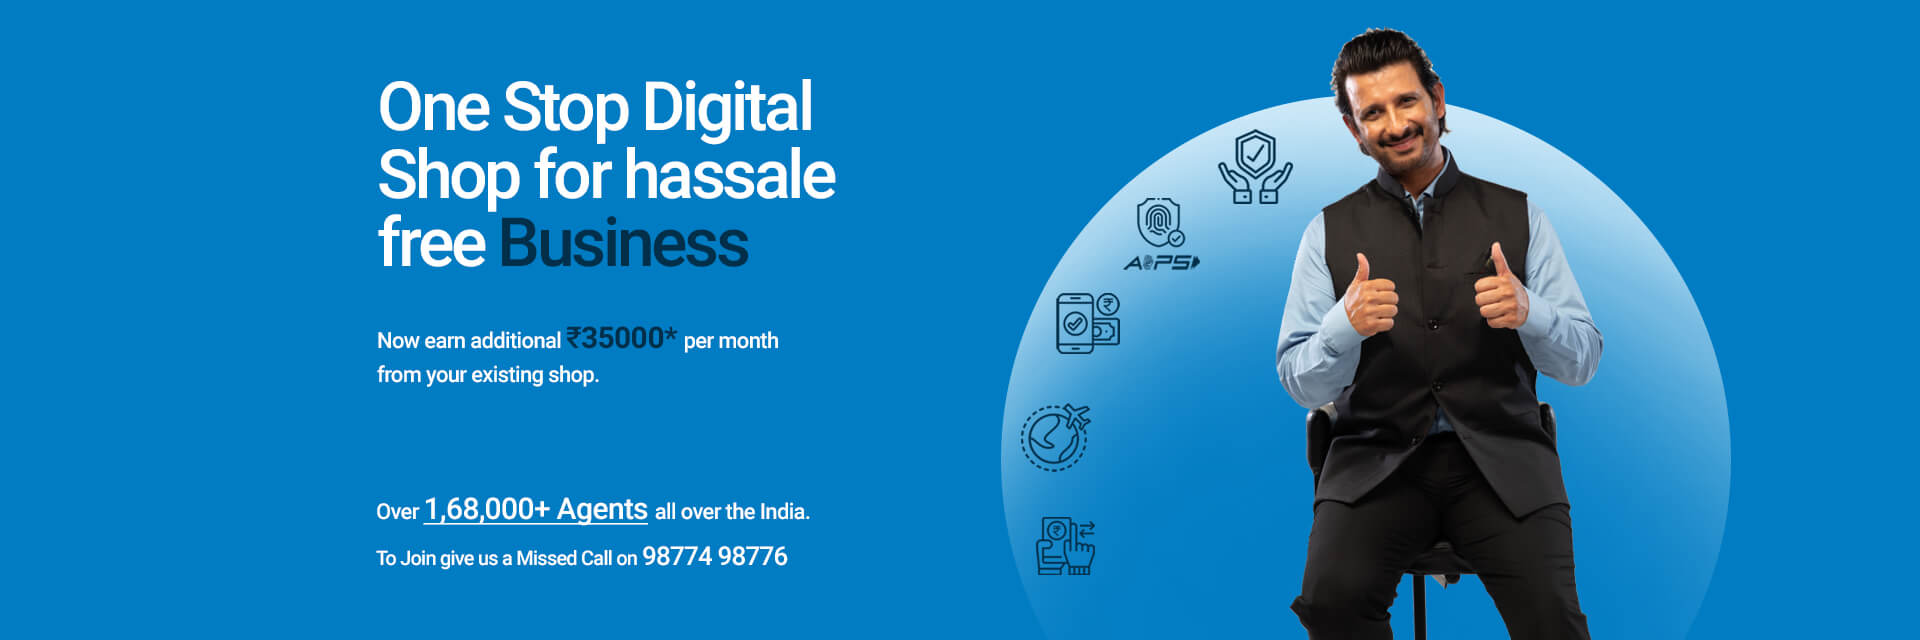 One Stop Digital
Shop for hassale
free Business
Now earn additional ₹35000* per month
from your existing shop.
Over 1,68,000+ Agents all over the India.
To Join give us a Missed Call on 98774 98776
AePS
₹
₹